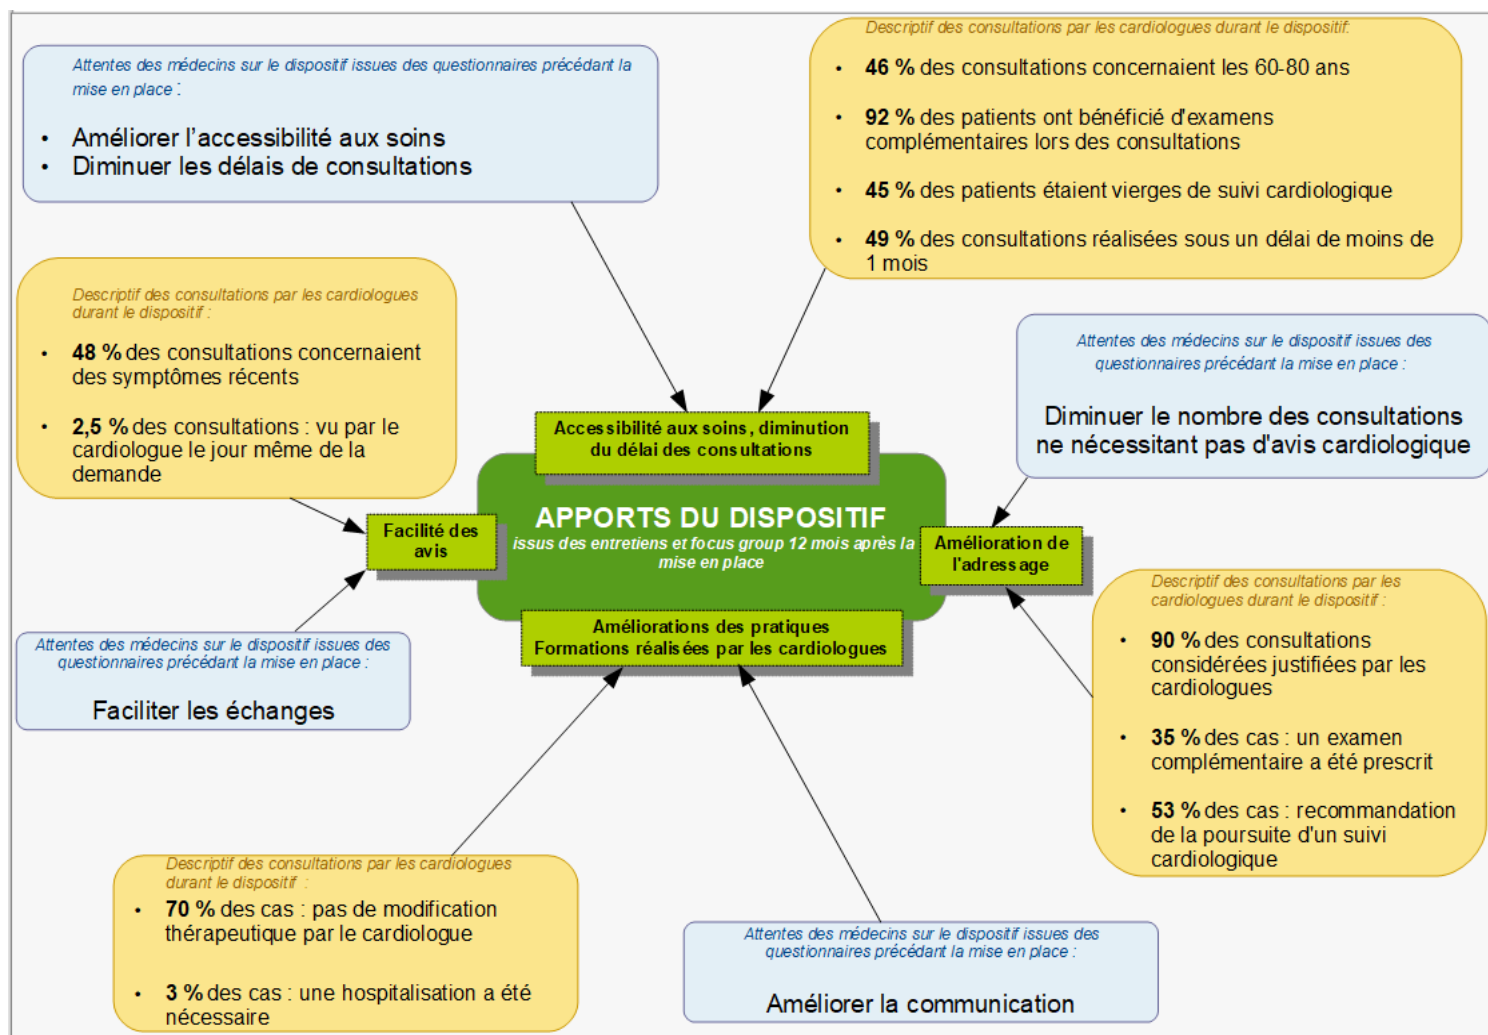 Attentes des médecins sur le dispositif issues des questionnaires précédant la
mise en place :
• Améliorer l’accessibilité aux soins
• Diminuer les délais de consultations
Descriptif des consultations par les cardiologues durant le dispositif:
• 46 % des consultations concernaient les 60-80 ans
• 92 % des patients ont bénéficié d'examens
complémentaires lors des consultations
• 45 % des patients étaient vierges de suivi cardiologique
• 49 % des consultations réalisées sous un délai de moins de
1 mois
Descriptif des consultations par les cardiologues
durant le dispositif :
• 48 % des consultations concernaient
des symptômes récents
• 2,5 % des consultations : vu par le
cardiologue le jour même de la
demande
Attentes des médecins sur le dispositif issues des
questionnaires précédant la mise en place :
Diminuer le nombre des consultations
ne nécessitant pas d'avis cardiologique
Accessibilité aux soins, diminution
du délai des consultations
APPORTS DU DISPOSITIF
issus des entretiens et focus group 12 mois après la
mise en place
Facilité des
avis
Amélioration de
l'adressage
Améliorations des pratiques
Formations réalisées par les cardiologues
Attentes des médecins sur le dispositif issues des
questionnaires précédant la mise en place :
Faciliter les échanges
Descriptif des consultations par les
cardiologues durant le dispositif :
• 90 % des consultations
considérées justifiées par les
cardiologues
• 35 % des cas : un examen
complémentaire a été prescrit
• 53 % des cas : recommandation
de la poursuite d'un suivi
cardiologique
Descriptif des consultations par les cardiologues
durant le dispositif :
• 70 % des cas : pas de modification
thérapeutique par le cardiologue
• 3 % des cas : une hospitalisation a été
nécessaire
Attentes des médecins sur le dispositif issues des
questionnaires précédant la mise en place :
Améliorer la communication